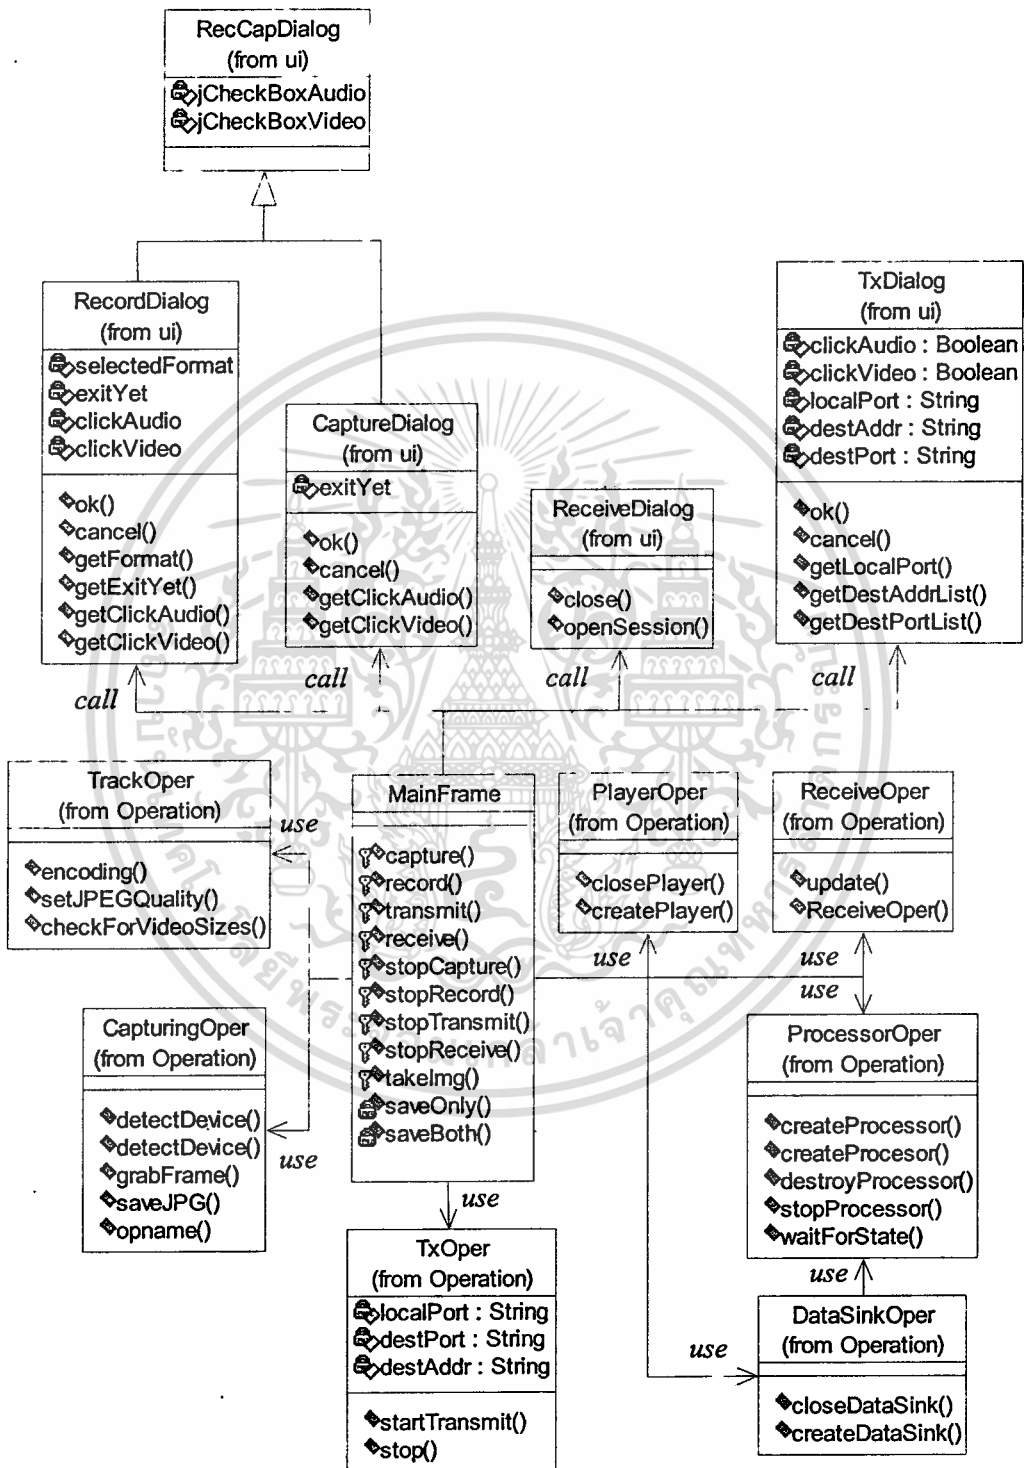 RecCapDialog
(from ui)
jCheckBoxAudio
jCheckBoxVideo
RecordDialog
(from ui)
selectedFormat
exitYet
clickAudio
clickVideo
ok()
cancel()
getFormat()
getExitYet()
getClickAudio()
getClickVideo()
CaptureDialog
(from ui)
exitYet
ok()
cancel()
getClickAudio()
getClickVideo()
ReceiveDialog
(from ui)
close()
openSession()
TxDialog
(from ui)
clickAudio : Boolean
clickVideo : Boolean
localPort : String
destAddr : String
destPort : String
ok()
cancel()
getLocalPort()
getDestAddrList()
getDestPortList()
call
call
call
call
TrackOper
(from Operation)
encoding()
setJPEGQuality()
checkForVideoSizes()
use
MainFrame
capture()
record()
transmit()
receive()
stopCapture()
stopRecord()
stopTransmit()
stopReceive()
takeImg()
saveOnly()
saveBoth()
PlayerOper
(from Operation)
closePlayer()
createPlayer()
use
ReceiveOper
(from Operation)
update()
ReceiveOper()
use
use
CapturingOper
(from Operation)
detectDevice()
detectDevice()
grabFrame()
saveJPG()
opname()
use
ProcessorOper
(from Operation)
createProcessor()
createProcesor()
destroyProcessor()
stopProcessor()
waitForState()
use
use
TxOper
(from Operation)
localPort : String
destPort : String
destAddr : String
startTransmit()
stop()
use
DataSinkOper
(from Operation)
closeDataSink()
createDataSink()